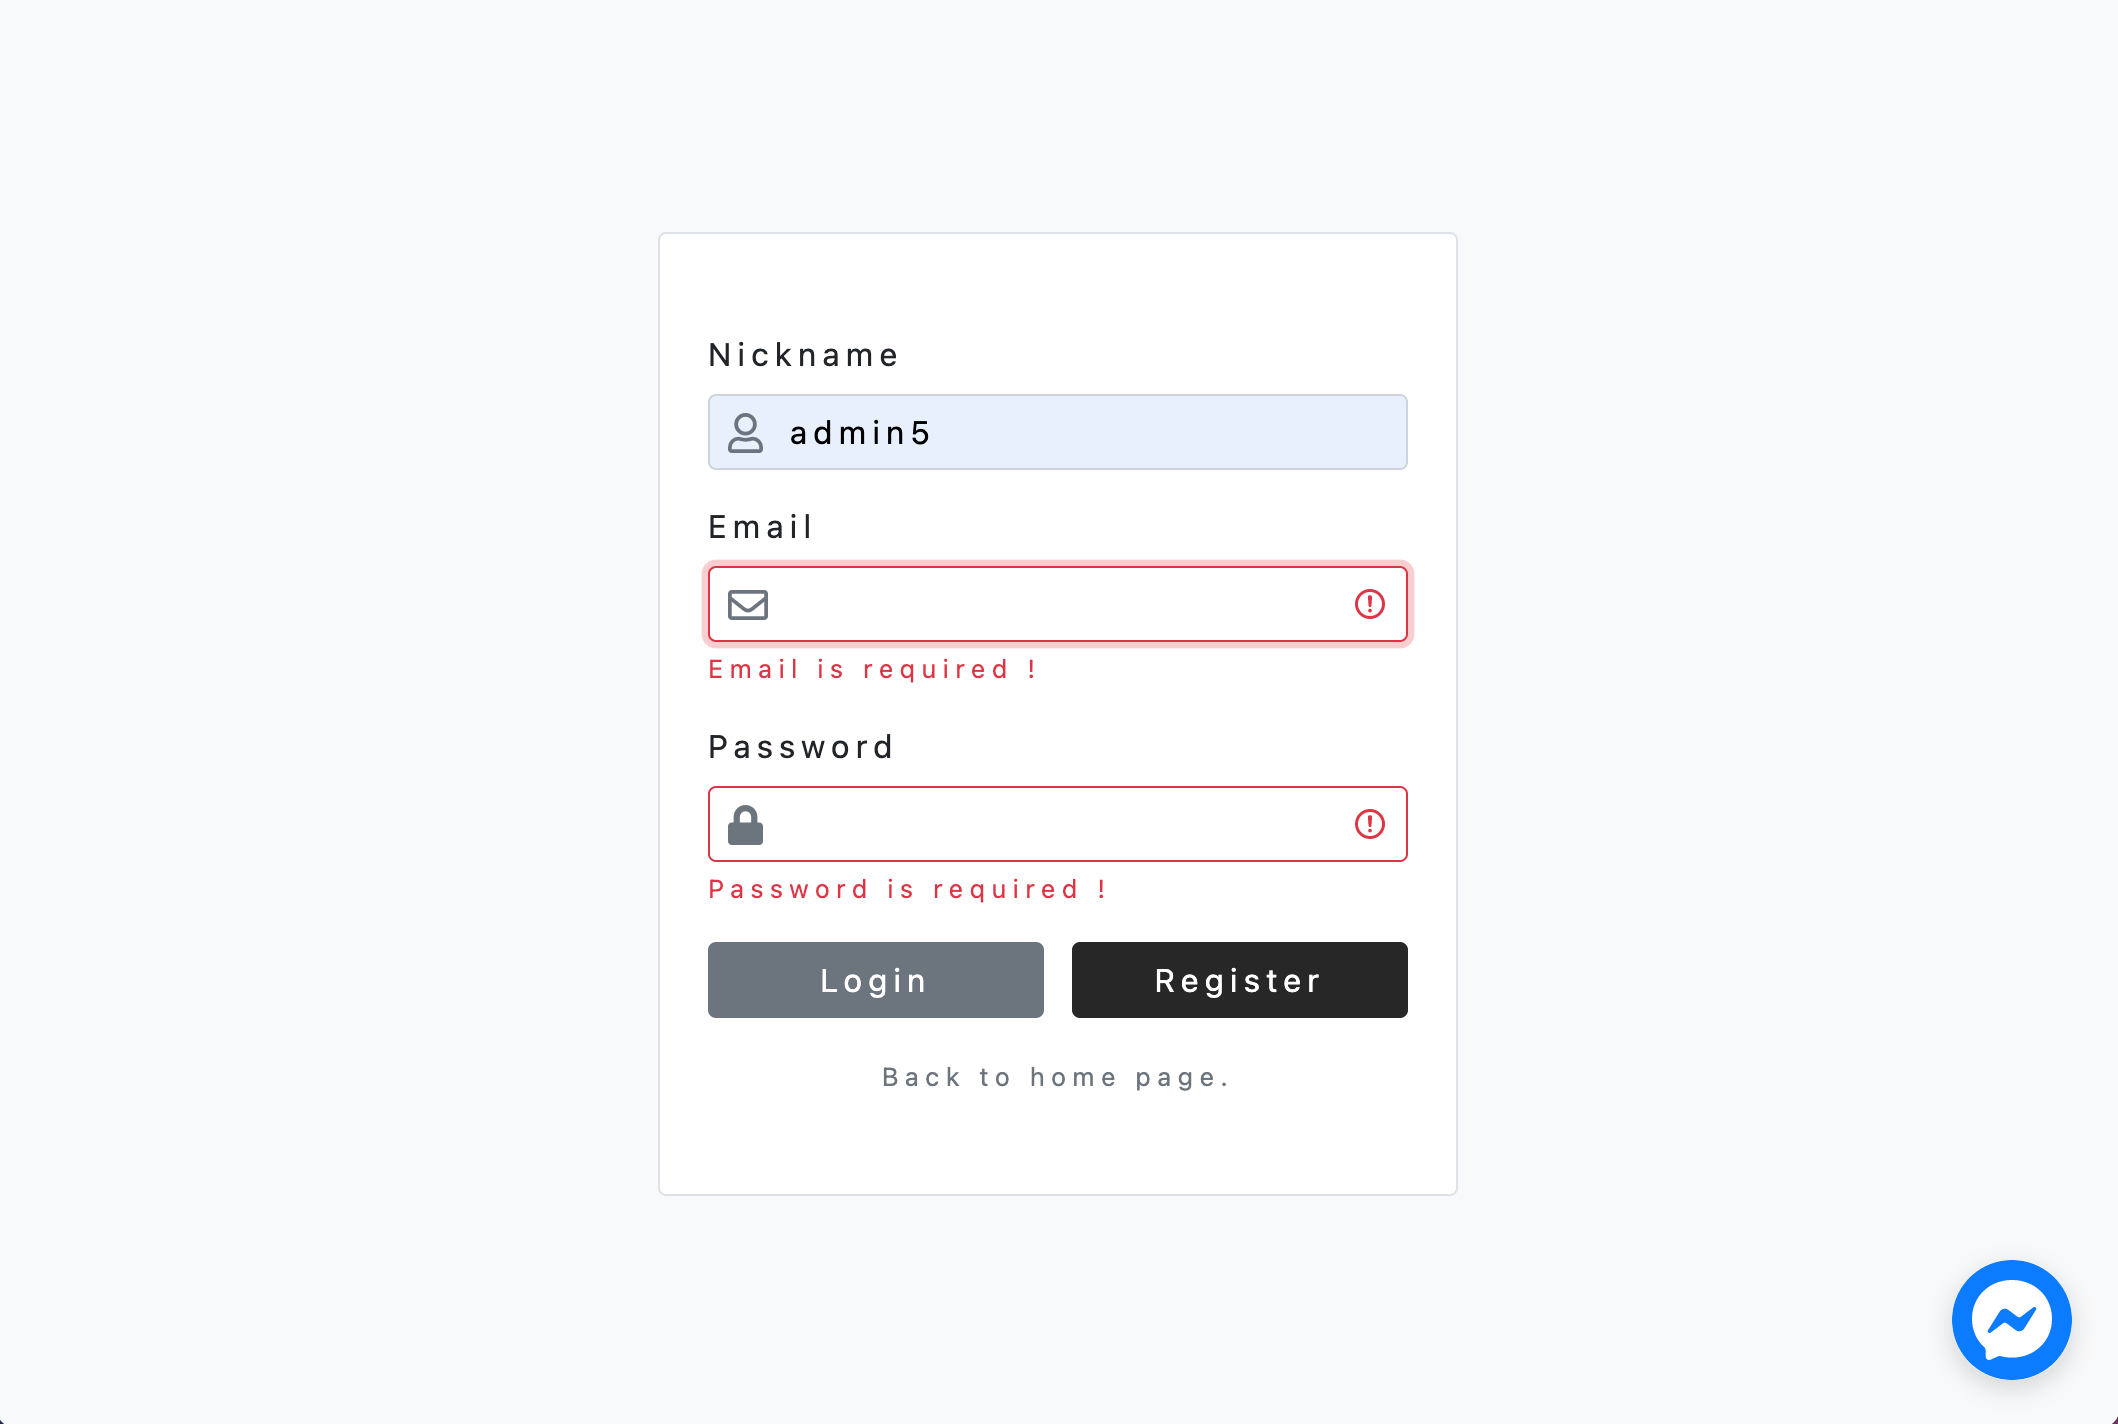 Nickname
admin5
Email
Email is required !
Password
Password is required !
Login
Register
Back to home page.